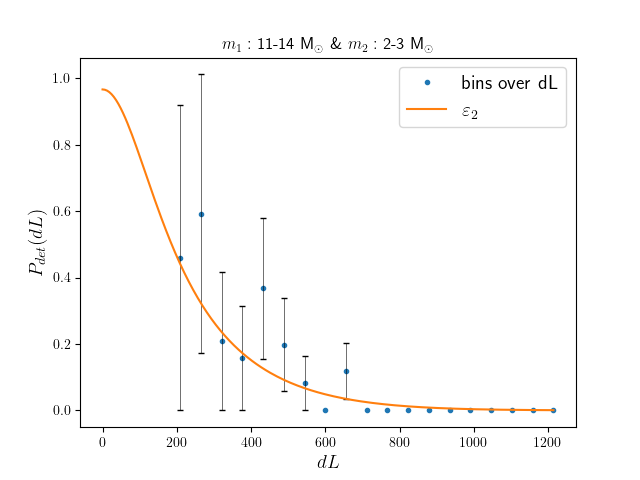 m₁ : 11-14 M☉ & m₂ : 2-3 M☉
bins over dL
ε₂
P_det(dL)
1.0
0.8
0.6
0.4
0.2
0.0
0 200 400 600 800 1000 1200
dL